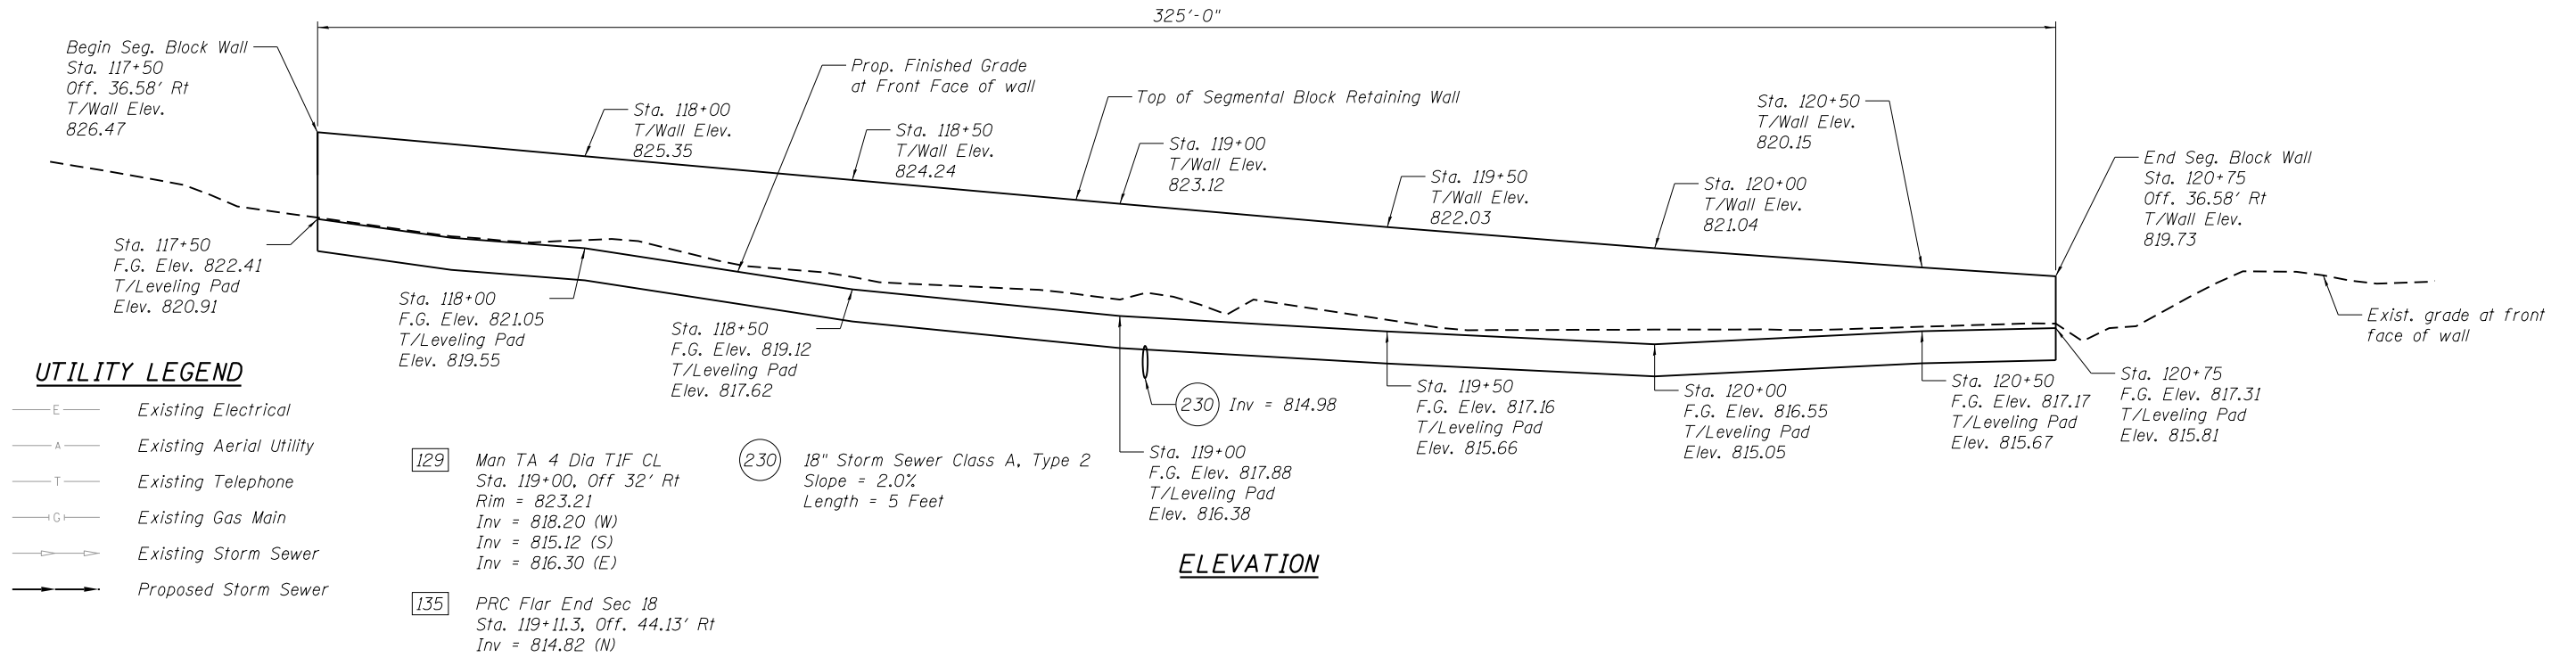 325'-0"
Begin Seg. Block Wall
Sta. 117+50
Off. 36.58' Rt
T/Wall Elev.
826.47
Prop. Finished Grade
at Front Face of wall
Sta. 118+00
T/Wall Elev.
825.35
Sta. 118+50
T/Wall Elev.
824.24
Top of Segmental Block Retaining Wall
Sta. 119+00
T/Wall Elev.
823.12
Sta. 119+50
T/Wall Elev.
822.03
Sta. 120+00
T/Wall Elev.
821.04
Sta. 120+50
T/Wall Elev.
820.15
End Seg. Block Wall
Sta. 120+75
Off. 36.58' Rt
T/Wall Elev.
819.73
Sta. 117+50
F.G. Elev. 822.41
T/Leveling Pad
Elev. 820.91
Sta. 118+00
F.G. Elev. 821.05
T/Leveling Pad
Elev. 819.55
Sta. 118+50
F.G. Elev. 819.12
T/Leveling Pad
Elev. 817.62
230 Inv = 814.98
Sta. 119+00
F.G. Elev. 817.88
T/Leveling Pad
Elev. 816.38
Sta. 119+50
F.G. Elev. 817.16
T/Leveling Pad
Elev. 815.66
Sta. 120+00
F.G. Elev. 816.55
T/Leveling Pad
Elev. 815.05
Sta. 120+50
F.G. Elev. 817.17
T/Leveling Pad
Elev. 815.67
Sta. 120+75
F.G. Elev. 817.31
T/Leveling Pad
Elev. 815.81
Exist. grade at front
face of wall
UTILITY LEGEND
E Existing Electrical
A Existing Aerial Utility
T Existing Telephone
G Existing Gas Main
Existing Storm Sewer
Proposed Storm Sewer
129 Man TA 4 Dia T1F CL
Sta. 119+00, Off 32' Rt
Rim = 823.21
Inv = 818.20 (W)
Inv = 815.12 (S)
Inv = 816.30 (E)
135 PRC Flar End Sec 18
Sta. 119+11.3, Off. 44.13' Rt
Inv = 814.82 (N)
230 18" Storm Sewer Class A, Type 2
Slope = 2.0%
Length = 5 Feet
ELEVATION